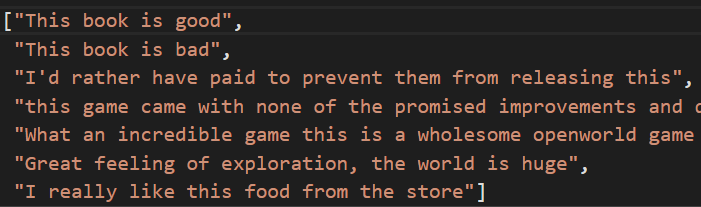 ["This book is good",
"This book is bad",
"I'd rather have paid to prevent them from releasing this",
"this game came with none of the promised improvements and
"What an incredible game this is a wholesome openworld game
"Great feeling of exploration, the world is huge",
"I really like this food from the store"]